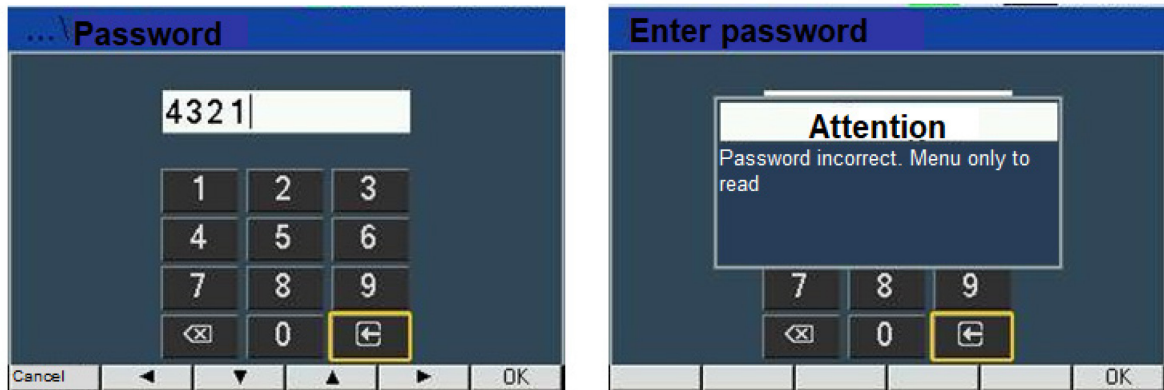 ...\Password
4321
1 2 3
4 5 6
7 8 9
0
Cancel OK
Enter password
Attention
Password incorrect. Menu only to
read
7 8 9
0
OK